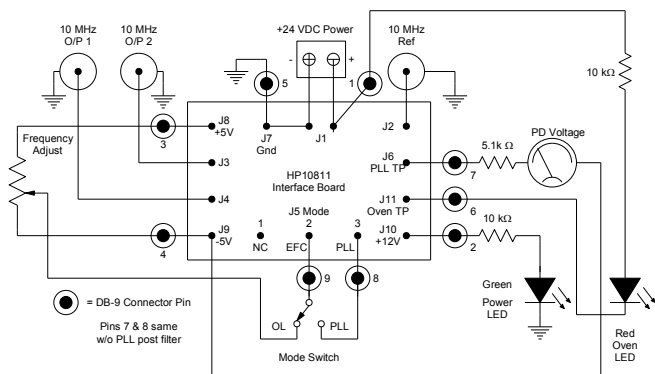 10 MHz
O/P 1
10 MHz
O/P 2
+24 VDC Power
- +
10 MHz
Ref
5
1
10 kΩ
J8
+5V
3
J7
Gnd
J1
J2
Frequency
Adjust
J3
J6
PLL TP
7
5.1k Ω
PD Voltage
HP10811
Interface Board
J4
J11
Oven TP
6
J5 Mode
J9
-5V
4
1
NC
2
EFC
3
PLL
J10
+12V
2
10 kΩ
9
8
= DB-9 Connector Pin
Pins 7 & 8 same
w/o PLL post filter
OL
PLL
Mode Switch
Green
Power
LED
Red
Oven
LED